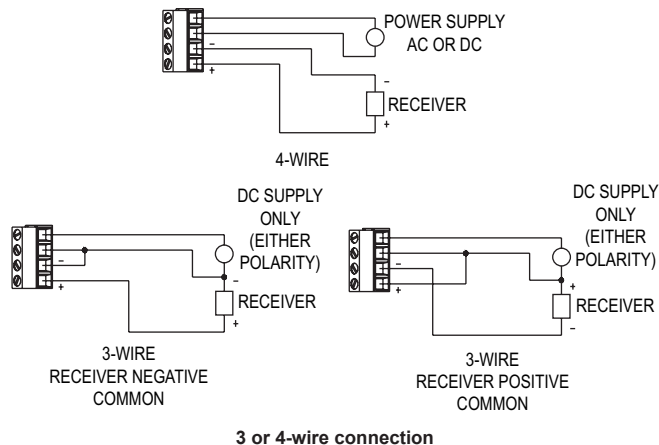 POWER SUPPLY
AC OR DC
-
+
-
RECEIVER
+
4-WIRE
DC SUPPLY
ONLY
(EITHER
POLARITY)
-
+
-
RECEIVER
+
3-WIRE
RECEIVER NEGATIVE
COMMON
DC SUPPLY
ONLY
(EITHER
POLARITY)
-
+
+
RECEIVER
-
3-WIRE
RECEIVER POSITIVE
COMMON
3 or 4-wire connection